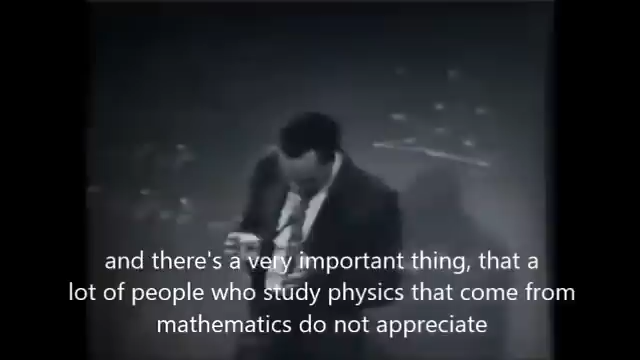 and there's a very important thing, that a
lot of people who study physics that come from
mathematics do not appreciate